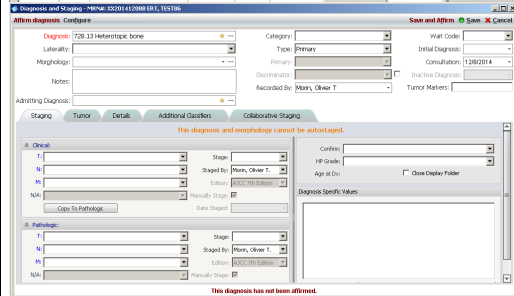 Diagnosis and Staging - MRN#: XX20141208B ERT, TEST86
Affirm diagnosis Configure Save and Affirm Save Cancel
Diagnosis: 728.13 Heterotopic bone Category: Wart Code:
Laterality: Type: Primary Initial Diagnosis:
Morphology: Primary: Consultation: 12/8/2014
Notes: Discriminator: Inactive Diagnosis:
Recorded By: Morin, Olivier T Tumor Markers:
Admitting Diagnosis:
Staging Tumor Details Additional Classifiers Collaborative Staging
This diagnosis and morphology cannot be autostaged.
Clinical:
T: Stage: Confirm:
N: Staged By: Morin, Olivier T. HP Grade:
M: Edition: AJCC 7th Edition Age at Dx: Close Display Folder
N/A: Manually Stage: Diagnosis Specific Values
Copy To Pathologic Date Staged:
Pathologic:
T: Stage:
N: Staged By: Morin, Olivier T.
M: Edition: AJCC 7th Edition
N/A: Manually Stage:
This diagnosis has not been affirmed.